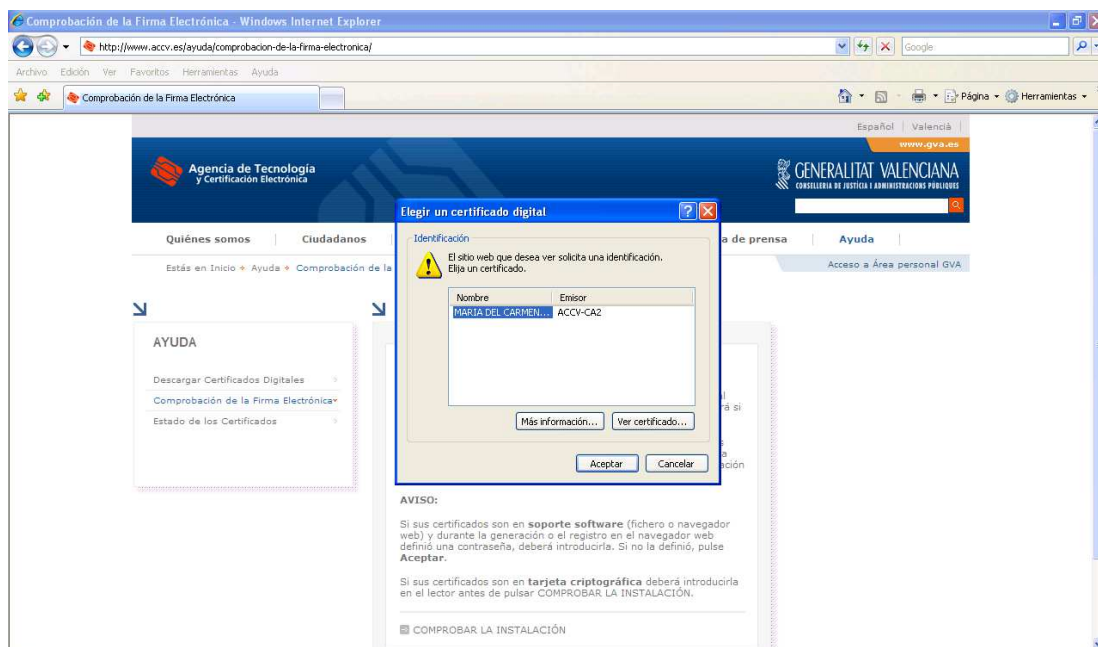 Comprobación de la Firma Electrónica - Windows Internet Explorer
http://www.accv.es/ayuda/comprobacion-de-la-firma-electronica/
Google
Archivo Edición Ver Favoritos Herramientas Ayuda
Comprobación de la Firma Electrónica
Página
Herramientas
Español | Valencià |
www.gva.es
Agencia de Tecnología
y Certificación Electrónica
GENERALITAT VALENCIANA
CONSELLERIA DE JUSTÍCIA I ADMINISTRACIONS PÚBLIQUES
Quiénes somos
Ciudadanos
a de prensa
Ayuda
Estás en Inicio Ayuda Comprobación de la
Acceso a Área personal GVA
Elegir un certificado digital
Identificación
El sitio web que desea ver solicita una identificación.
Elija un certificado.
Nombre Emisor
MARIA DEL CARMEN... ACCV-CA2
Más información... Ver certificado...
Aceptar Cancelar
AYUDA
Descargar Certificados Digitales
Comprobación de la Firma Electrónica
Estado de los Certificados
rá si
ación
AVISO:
Si sus certificados son en soporte software (fichero o navegador
web) y durante la generación o el registro en el navegador web
definió una contraseña, deberá introducirla. Si no la definió, pulse
Aceptar.
Si sus certificados son en tarjeta criptográfica deberá introducirla
en el lector antes de pulsar COMPROBAR LA INSTALACIÓN.
COMPROBAR LA INSTALACIÓN